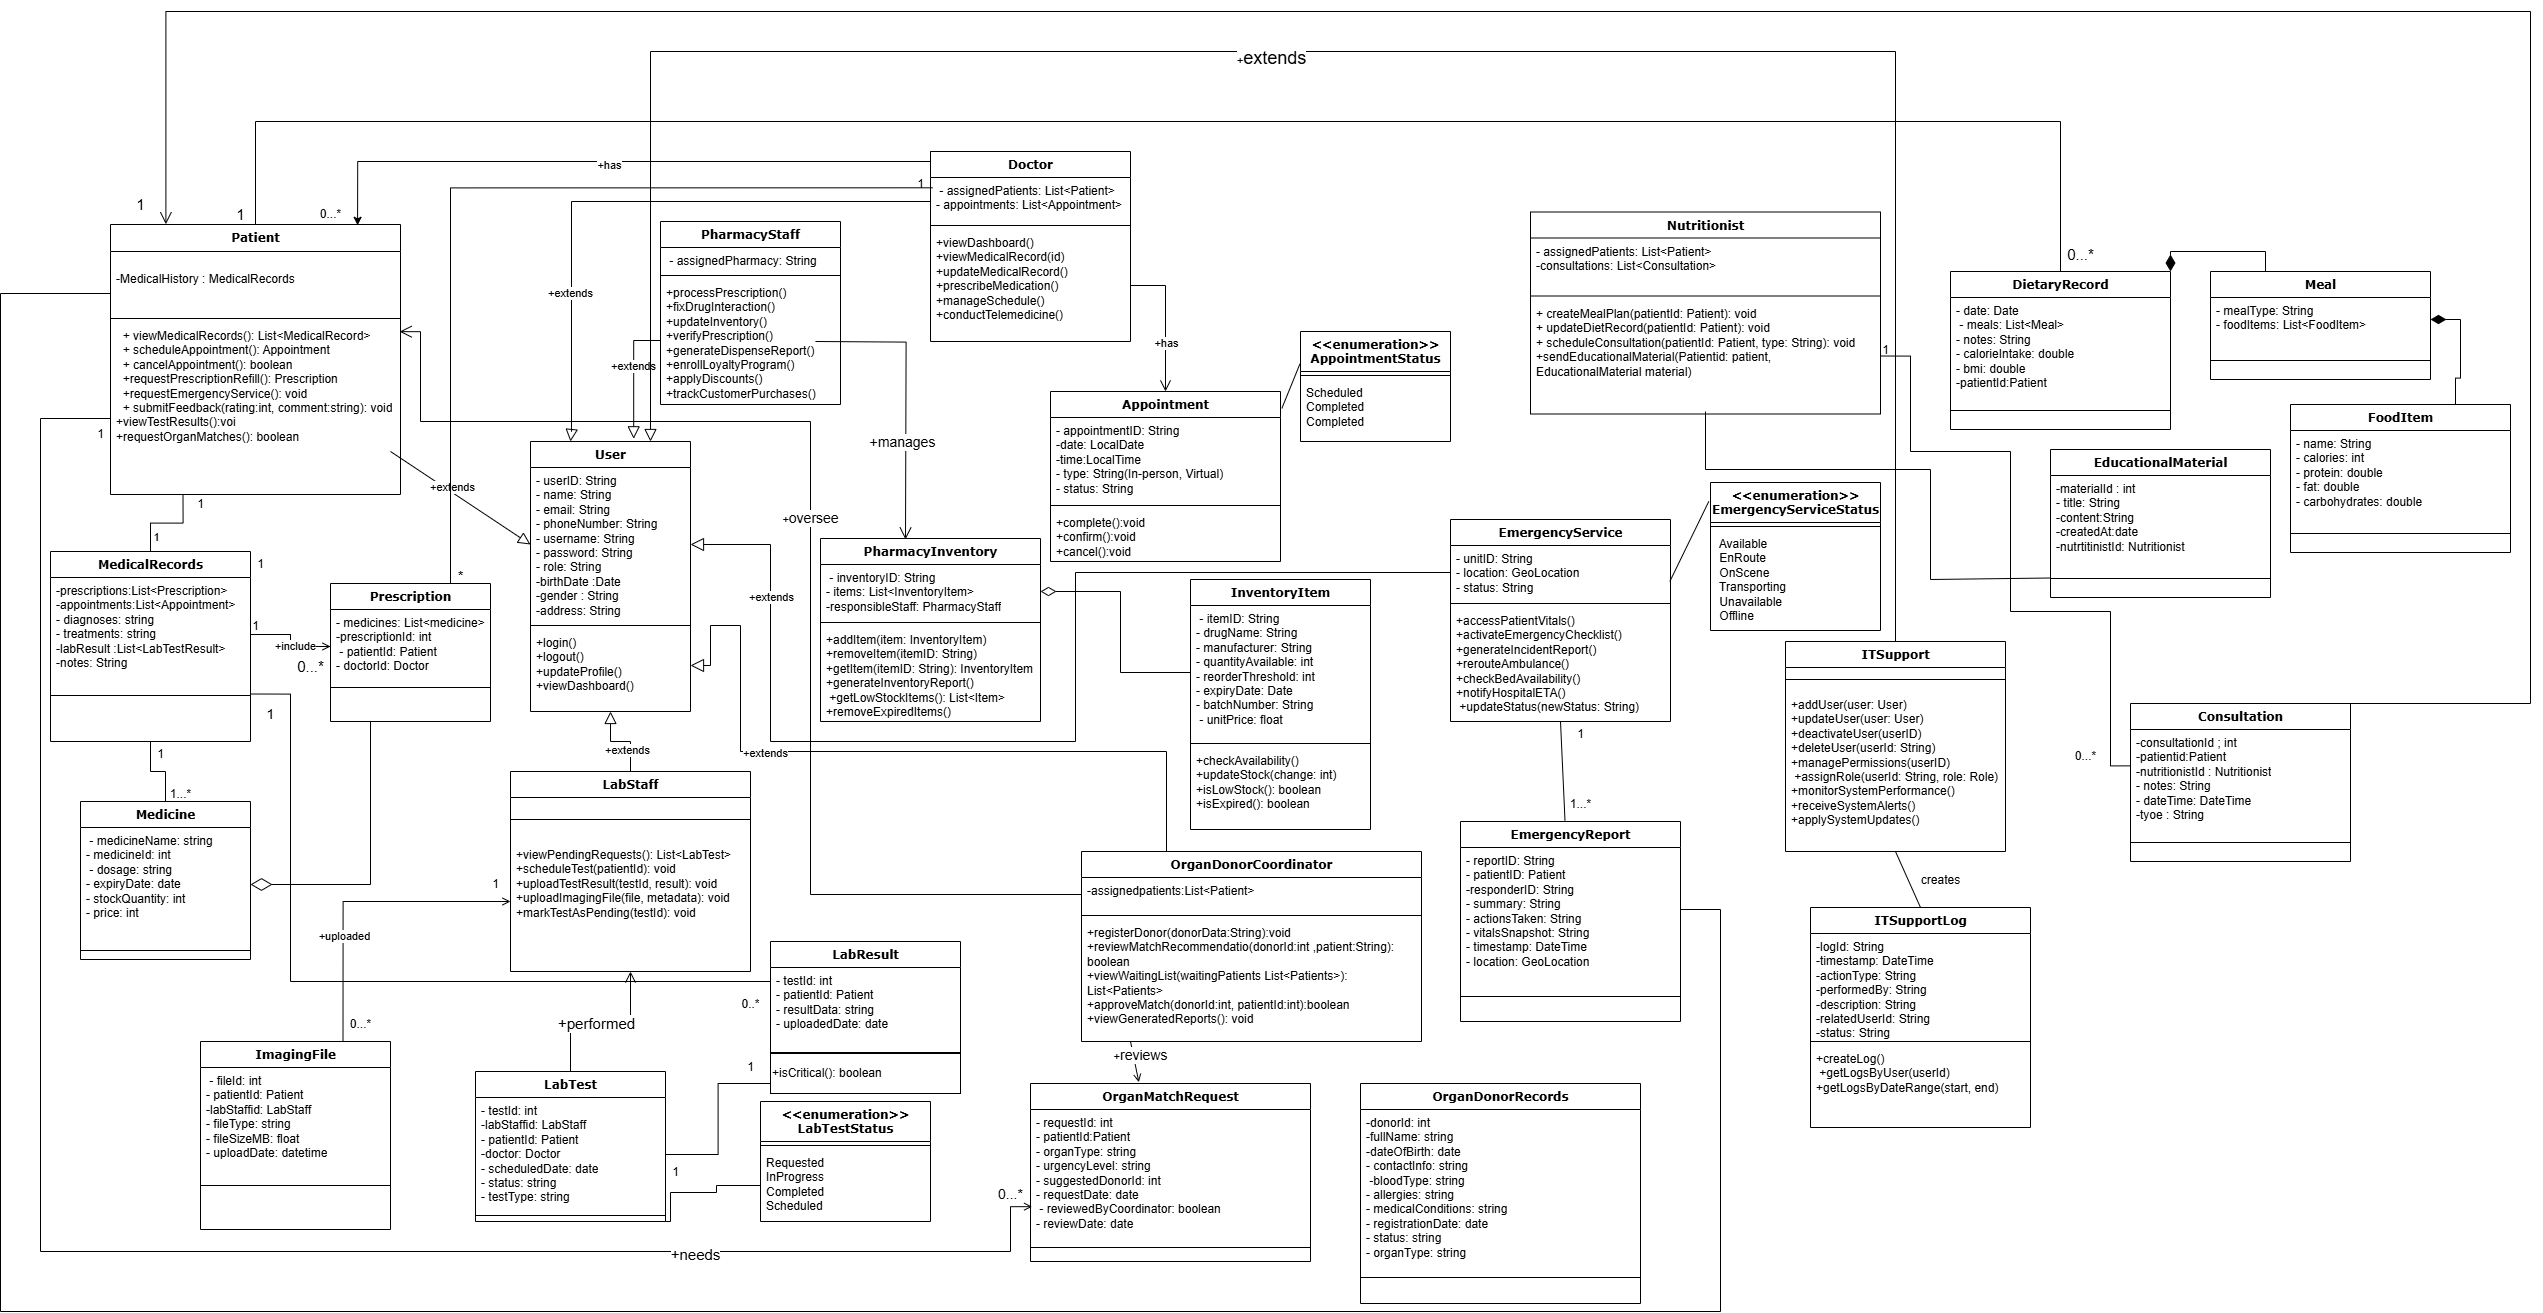 +extends
+has
1
1
0...*
1
Patient
-MedicalHistory : MedicalRecords
+ viewMedicalRecords(): List<MedicalRecord>
+ scheduleAppointment(): Appointment
+ cancelAppointment(): boolean
+requestPrescriptionRefill(): Prescription
+requestEmergencyService(): void
+ submitFeedback(rating:int, comment:string): void
+viewTestResults():voi
+requestOrganMatches(): boolean
1
1
1
+extends
Doctor
- assignedPatients: List<Patient>
- appointments: List<Appointment>
+viewDashboard()
+viewMedicalRecord(id)
+updateMedicalRecord()
+prescribeMedication()
+manageSchedule()
+conductTelemedicine()
+has
PharmacyStaff
- assignedPharmacy: String
+processPrescription()
+fixDrugInteraction()
+updateInventory()
+verifyPrescription()
+generateDispenseReport()
+enrollLoyaltyProgram()
+applyDiscounts()
+trackCustomerPurchases()
+extends
+extends
+manages
+oversee
User
- userID: String
- name: String
- email: String
- phoneNumber: String
- username: String
- password: String
- role: String
-birthDate :Date
-gender : String
-address: String
+login()
+logout()
+updateProfile()
+viewDashboard()
+extends
+extends
+extends
Appointment
- appointmentID: String
-date: LocalDate
-time:LocalTime
- type: String(In-person, Virtual)
- status: String
+complete():void
+confirm():void
+cancel():void
<<enumeration>>
AppointmentStatus
Scheduled
Completed
Completed
Nutritionist
- assignedPatients: List<Patient>
-consultations: List<Consultation>
+ createMealPlan(patientId: Patient): void
+ updateDietRecord(patientId: Patient): void
+ scheduleConsultation(patientId: Patient, type: String): void
+sendEducationalMaterial(Patientid: patient,
EducationalMaterial material)
1
0...*
DietaryRecord
- date: Date
- meals: List<Meal>
- notes: String
- calorieIntake: double
- bmi: double
-patientId:Patient
Meal
- mealType: String
- foodItems: List<FoodItem>
FoodItem
- name: String
- calories: int
- protein: double
- fat: double
- carbohydrates: double
EducationalMaterial
-materialId : int
- title: String
-content:String
-createdAt:date
-nutrtitinistId: Nutritionist
<<enumeration>>
EmergencyServiceStatus
Available
EnRoute
OnScene
Transporting
Unavailable
Offline
EmergencyService
- unitID: String
- location: GeoLocation
- status: String
+accessPatientVitals()
+activateEmergencyChecklist()
+generateIncidentReport()
+rerouteAmbulance()
+checkBedAvailability()
+notifyHospitalETA()
+updateStatus(newStatus: String)
1
1...*
PharmacyInventory
- inventoryID: String
- items: List<InventoryItem>
-responsibleStaff: PharmacyStaff
+addItem(item: InventoryItem)
+removeItem(itemID: String)
+getItem(itemID: String): InventoryItem
+generateInventoryReport()
+getLowStockItems(): List<Item>
+removeExpiredItems()
InventoryItem
- itemID: String
- drugName: String
- manufacturer: String
- quantityAvailable: int
- reorderThreshold: int
- expiryDate: Date
- batchNumber: String
- unitPrice: float
+checkAvailability()
+updateStock(change: int)
+isLowStock(): boolean
+isExpired(): boolean
MedicalRecords
-prescriptions:List<Prescription>
-appointments:List<Appointment>
- diagnoses: string
- treatments: string
-labResult :List<LabTestResult>
-notes: String
1
1
1
+include
0...*
1
1
*
Prescription
- medicines: List<medicine>
-prescriptionId: int
- patientId: Patient
- doctorId: Doctor
1...*
Medicine
- medicineName: string
- medicineId: int
- dosage: string
- expiryDate: date
- stockQuantity: int
- price: int
LabStaff
+viewPendingRequests(): List<LabTest>
+scheduleTest(patientId): void
+uploadTestResult(testId, result): void
+uploadImagingFile(file, metadata): void
+markTestAsPending(testId): void
1
+uploaded
0...*
+performed
ImagingFile
- fileId: int
- patientId: Patient
-labStaffid: LabStaff
- fileType: string
- fileSizeMB: float
- uploadDate: datetime
LabTest
- testId: int
-labStaffid: LabStaff
- patientId: Patient
-doctor: Doctor
- scheduledDate: date
- status: string
- testType: string
LabResult
- testId: int
- patientId: Patient
- resultData: string
- uploadedDate: date
+isCritical(): boolean
0..*
1
1
<<enumeration>>
LabTestStatus
Requested
InProgress
Completed
Scheduled
+needs
0...*
OrganDonorCoordinator
-assignedpatients:List<Patient>
+registerDonor(donorData:String):void
+reviewMatchRecommendatio(donorId:int ,patient:String):
boolean
+viewWaitingList(waitingPatients List<Patients>):
List<Patients>
+approveMatch(donorId:int, patientId:int):boolean
+viewGeneratedReports(): void
+reviews
OrganMatchRequest
- requestId: int
- patientId:Patient
- organType: string
- urgencyLevel: string
- suggestedDonorId: int
- requestDate: date
- reviewedByCoordinator: boolean
- reviewDate: date
OrganDonorRecords
-donorId: int
-fullName: string
-dateOfBirth: date
- contactInfo: string
-bloodType: string
- allergies: string
- medicalConditions: string
- registrationDate: date
- status: string
- organType: string
EmergencyReport
- reportID: String
- patientID: Patient
-responderID: String
- summary: String
- actionsTaken: String
- vitalsSnapshot: String
- timestamp: DateTime
- location: GeoLocation
ITSupport
+addUser(user: User)
+updateUser(user: User)
+deactivateUser(userID)
+deleteUser(userId: String)
+managePermissions(userID)
+assignRole(userId: String, role: Role)
+monitorSystemPerformance()
+receiveSystemAlerts()
+applySystemUpdates()
creates
ITSupportLog
-logId: String
-timestamp: DateTime
-actionType: String
-performedBy: String
-description: String
-relatedUserId: String
-status: String
+createLog()
+getLogsByUser(userId)
+getLogsByDateRange(start, end)
0...*
Consultation
-consultationId ; int
-patientid:Patient
-nutritionistId : Nutritionist
- notes: String
- dateTime: DateTime
-tyoe : String